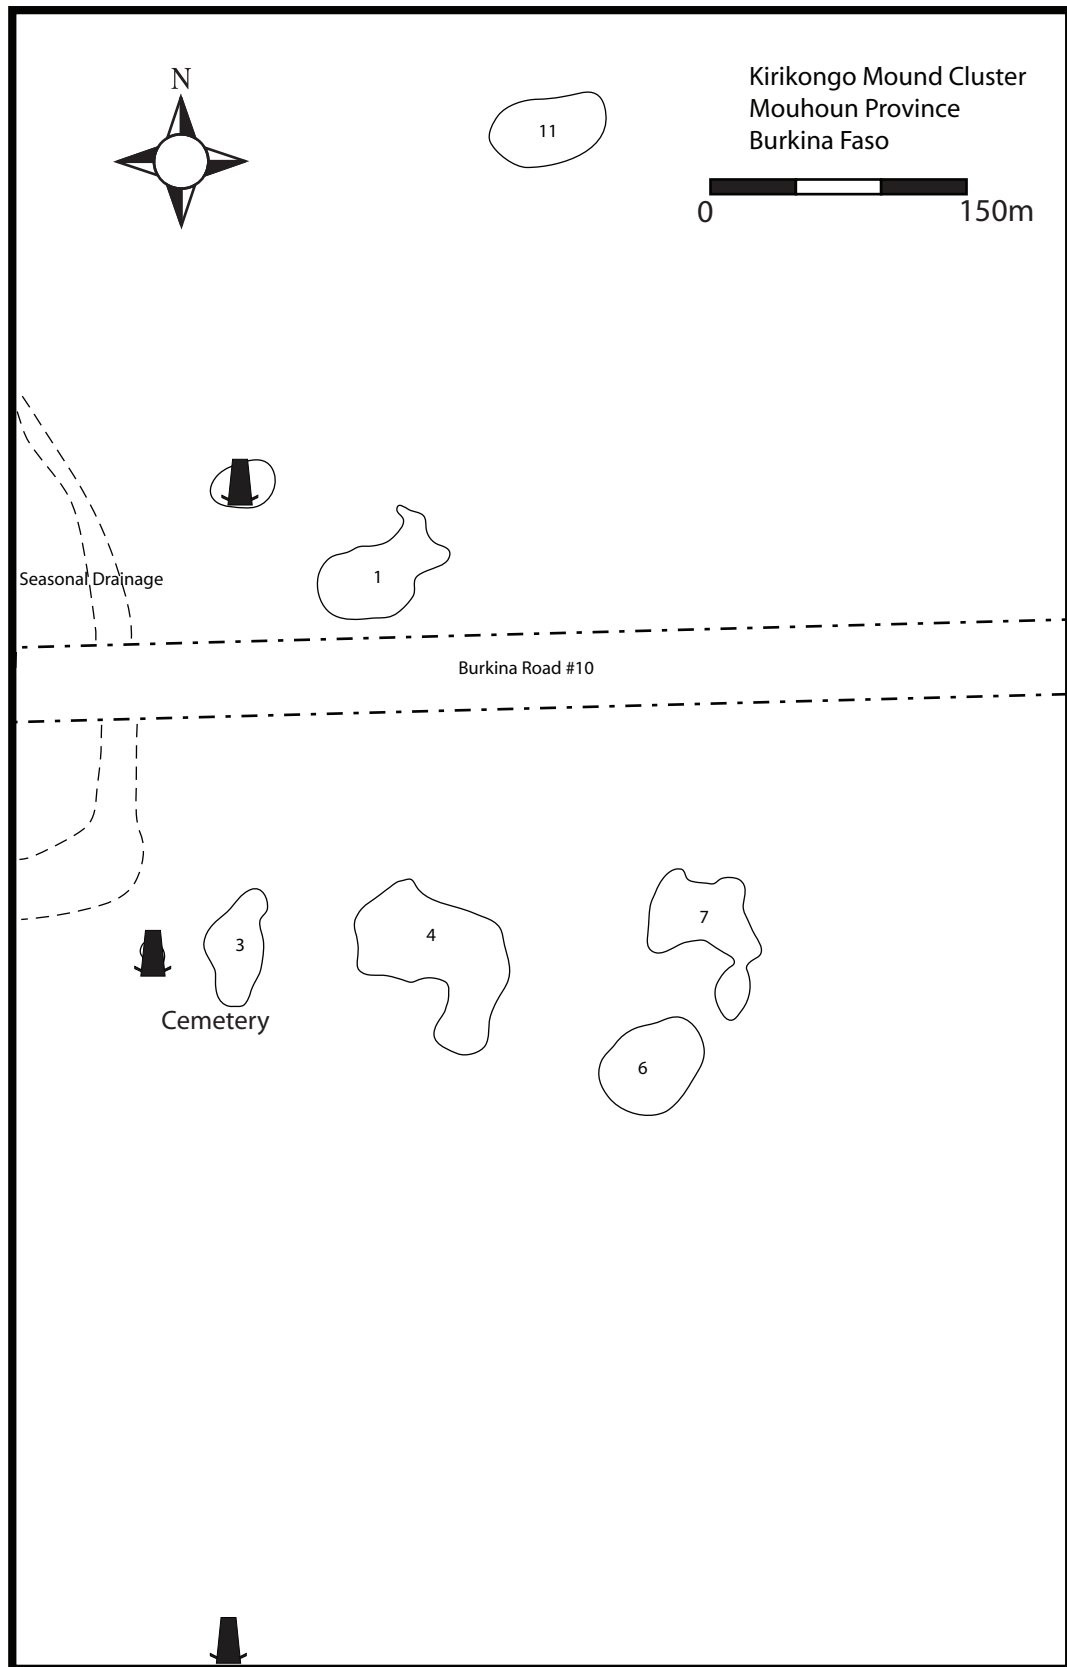 N
Kirikongo Mound Cluster
Mouhoun Province
Burkina Faso
0 150m
11
1
Seasonal Drainage
Burkina Road #10
7
4
3
Cemetery
6